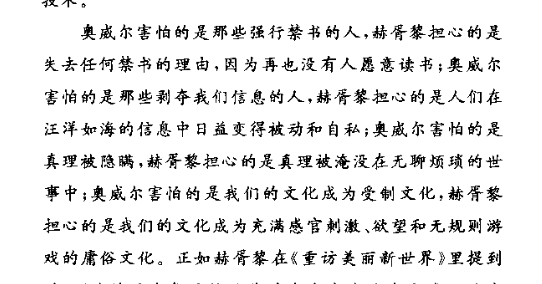 技术。
奥威尔害怕的是那些强行禁书的人,赫胥黎担心的是
失去任何禁书的理由,因为再也没有人愿意读书;奥威尔
害怕的是那些剥夺我们信息的人,赫胥黎担心的是人们在
汪洋如海的信息中日益变得被动和自私;奥威尔害怕的是
真理被隐瞒,赫胥黎担心的是真理被淹没在无聊烦琐的世
事中;奥威尔害怕的是我们的文化成为受制文化,赫胥黎
担心的是我们的文化成为充满感官刺激、欲望和无规则游
戏的庸俗文化。正如赫胥黎在《重访美丽新世界》里提到